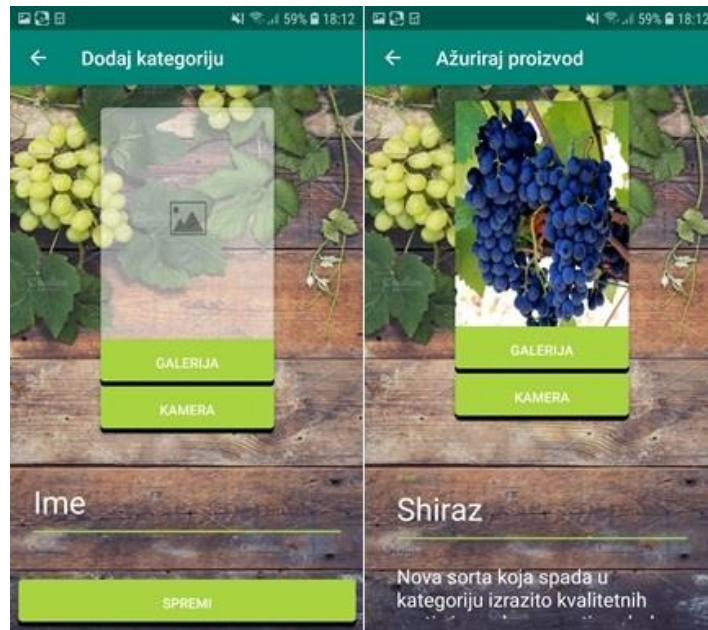 59% 18:12
Dodaj kategoriju
GALERIJA
KAMERA
Ime
SPREMI
59% 18:12
Ažuriraj proizvod
GALERIJA
KAMERA
Shiraz
Nova sorta koja spada u
kategoriju izrazito kvalitetnih